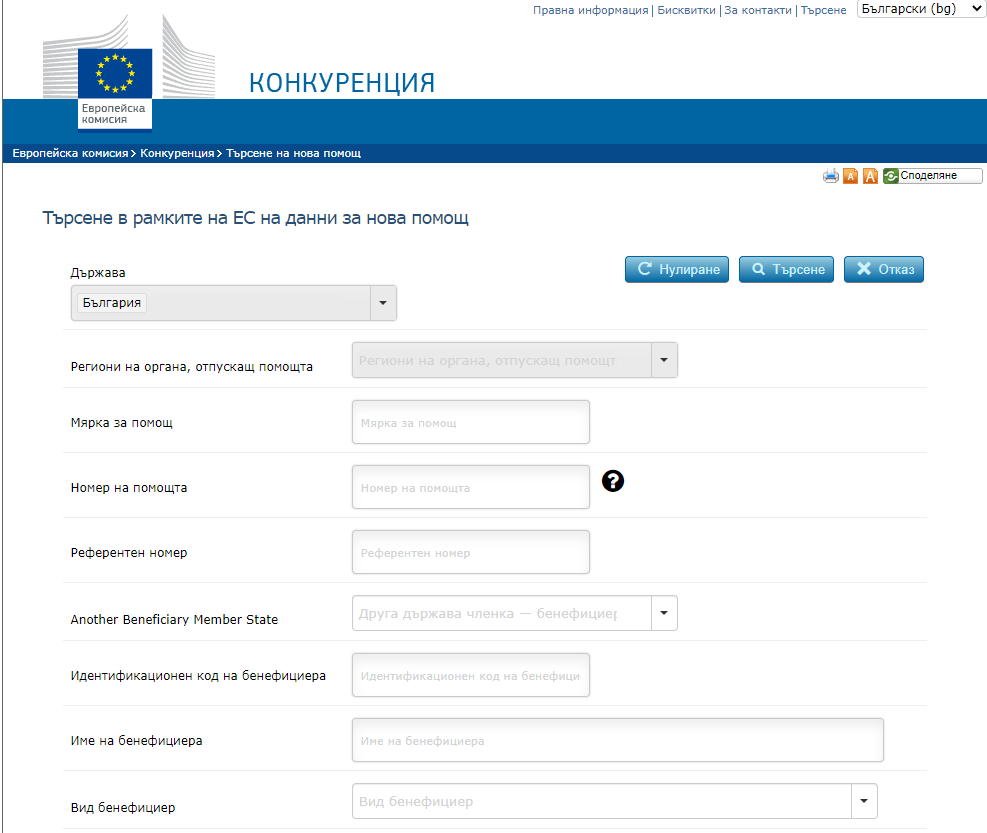 Правна информация | Бисквитки | За контакти | Търсене
Български (bg)
КОНКУРЕНЦИЯ
Европейска
комисия
Европейска комисия > Конкуренция > Търсене на нова помощ
A A Споделяне
Търсене в рамките на ЕС на данни за нова помощ
Нулиране Търсене Отказ
Държава
България
Региони на органа, отпускащ помощта Региони на органа, отпускащ помощт
Мярка за помощ Мярка за помощ
Номер на помощта Номер на помощта ?
Референтен номер Референтен номер
Another Beneficiary Member State Друга държава членка — бенефициер
Идентификационен код на бенефициера Идентификационен код на бенефици
Име на бенефициера Име на бенефициера
Вид бенефициер Вид бенефициер